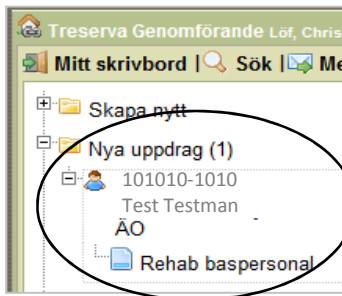 Treserva Genomförande Löf, Chris
Mitt skrivbord | Sök | Me
Skapa nytt
Nya uppdrag (1)
101010-1010
Test Testman
ÄO
Rehab baspersonal